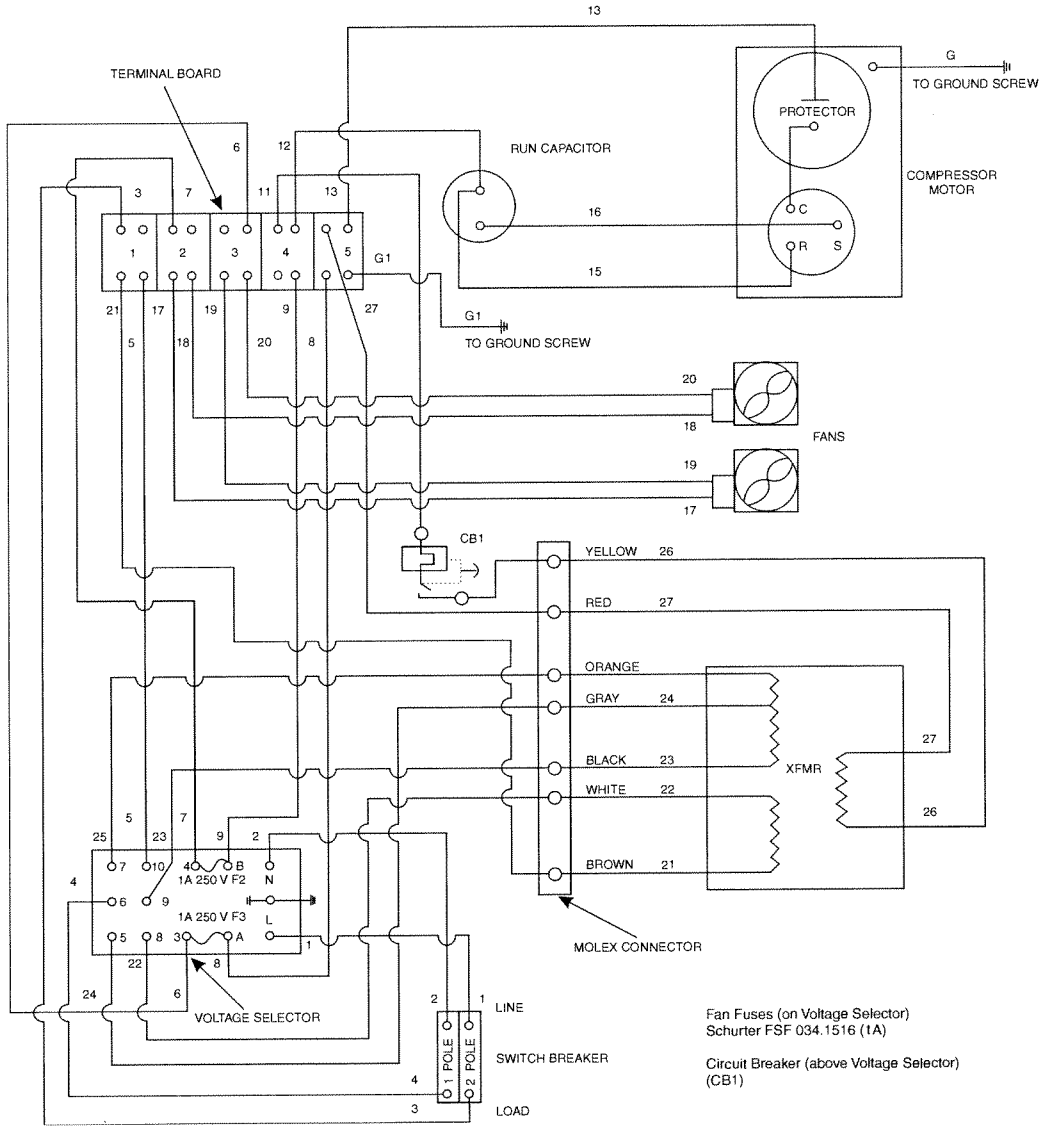 13
G
TERMINAL BOARD
TO GROUND SCREW
PROTECTOR
6
12
RUN CAPACITOR
COMPRESSOR
MOTOR
3
7
11
13
16
C
S
R
1
2
3
4
5
G1
15
21
17
19
9
27
G1
5
18
20
8
TO GROUND SCREW
20
18
FANS
19
17
CB1
YELLOW 26
RED 27
ORANGE
GRAY 24
27
BLACK 23
XFMR
WHITE 22
26
5
7
25
23
9
2
BROWN 21
7
10
4
B
N
1A 250 V F2
4
6
9
1A 250 V F3
L
5
8
3
A
1
MOLEX CONNECTOR
22
8
24
6
2
1
LINE
VOLTAGE SELECTOR
Fan Fuses (on Voltage Selector)
Schurter FSF 034.1516 (1A)
1 POLE
2 POLE
SWITCH BREAKER
Circuit Breaker (above Voltage Selector)
(CB1)
4
3
LOAD